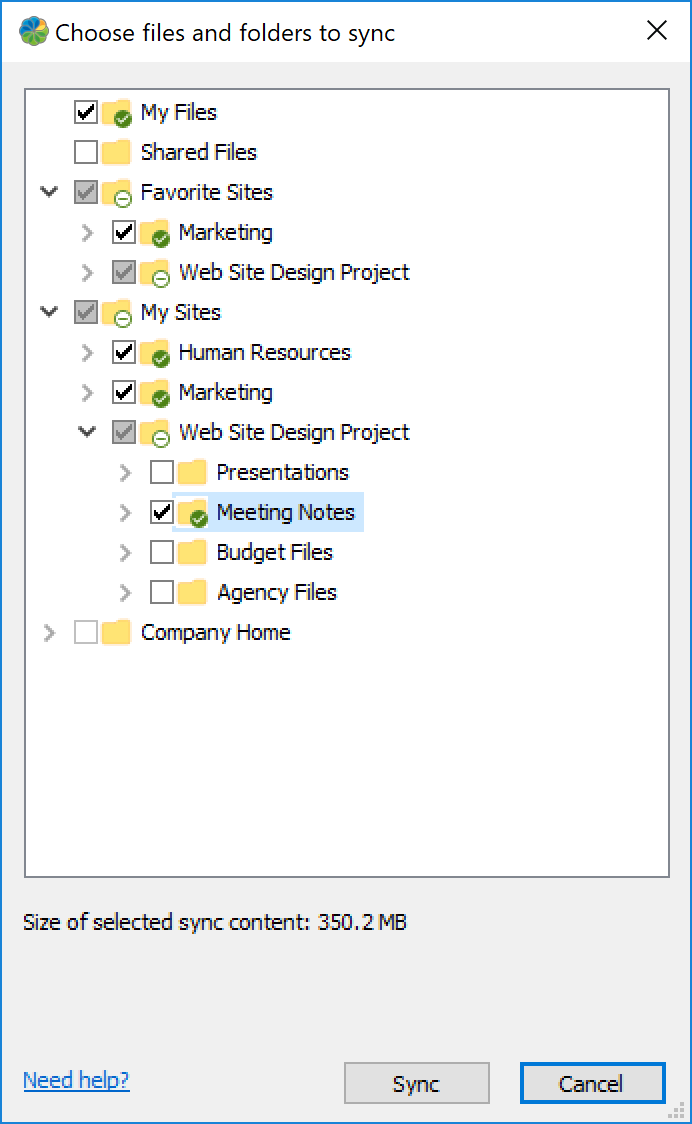 Choose files and folders to sync
My Files
Shared Files
Favorite Sites
Marketing
Web Site Design Project
My Sites
Human Resources
Marketing
Web Site Design Project
Presentations
Meeting Notes
Budget Files
Agency Files
Company Home
Size of selected sync content: 350.2 MB
Need help?
Sync
Cancel